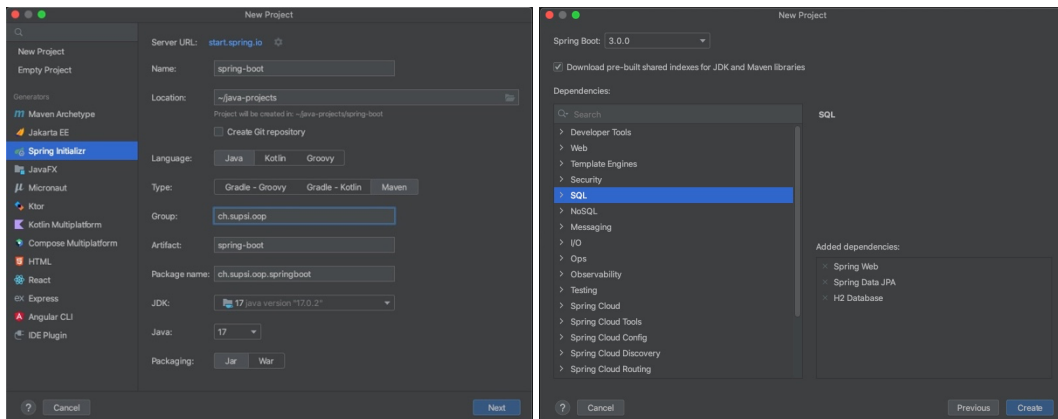 New Project
New Project
Empty Project
Generators
Maven Archetype
Jakarta EE
Spring Initializr
JavaFX
Micronaut
Ktor
Kotlin Multiplatform
Compose Multiplatform
HTML
React
Express
Angular CLI
IDE Plugin
Server URL: start.spring.io
Name: spring-boot
Location: ~/java-projects
Project will be created in: ~/java-projects/spring-boot
Create Git repository
Language: Java Kotlin Groovy
Type: Gradle - Groovy Gradle - Kotlin Maven
Group: ch.supsi.oop
Artifact: spring-boot
Package name: ch.supsi.oop.springboot
JDK: 17 java version "17.0.2"
Java: 17
Packaging: Jar War
? Cancel Next
New Project
Spring Boot: 3.0.0
Download pre-built shared indexes for JDK and Maven libraries
Dependencies:
Search
Developer Tools
Web
Template Engines
Security
SQL
NoSQL
Messaging
I/O
Ops
Observability
Testing
Spring Cloud
Spring Cloud Tools
Spring Cloud Config
Spring Cloud Discovery
Spring Cloud Routing
SQL
Added dependencies:
Spring Web
Spring Data JPA
H2 Database
? Cancel Previous Create